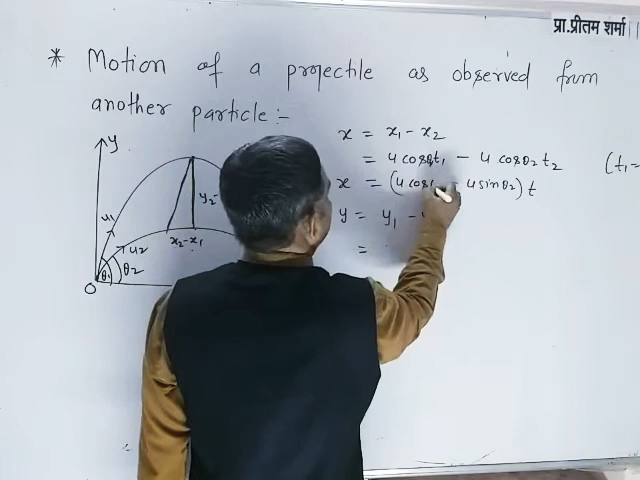 प्रा.प्रीतम शर्मा
* Motion of a projectile as observed from
another particle:-
x = x₁ - x₂
= u cosθ₁t₁ - u cosθ₂ t₂ (t₁=
x = (u cos - u sinθ₂) t
y = y₁ -
=
y
u₁
u₂
y₂
x₂-x₁
θ₁
θ₂
O